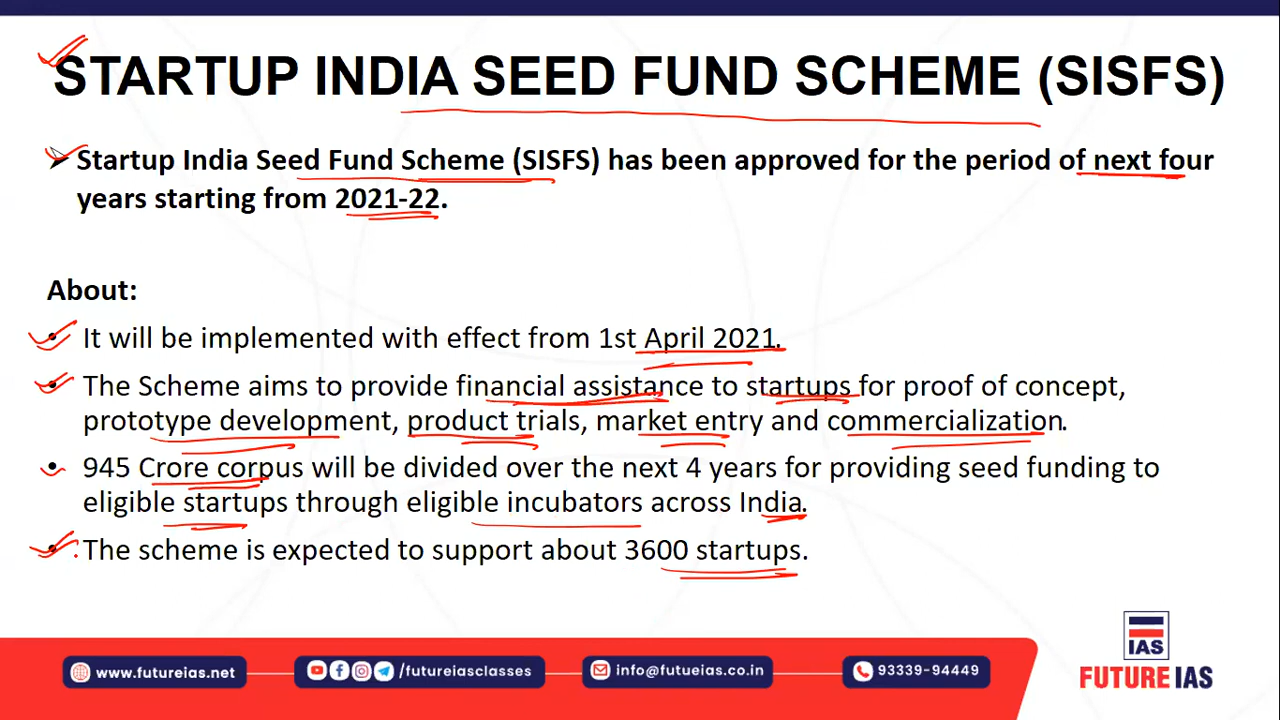 STARTUP INDIA SEED FUND SCHEME (SISFS)
➤ Startup India Seed Fund Scheme (SISFS) has been approved for the period of next four
years starting from 2021-22.
About:
• It will be implemented with effect from 1st April 2021.
• The Scheme aims to provide financial assistance to startups for proof of concept,
prototype development, product trials, market entry and commercialization.
• 945 Crore corpus will be divided over the next 4 years for providing seed funding to
eligible startups through eligible incubators across India.
• The scheme is expected to support about 3600 startups.
IAS
www.futureias.net
/futureiasclasses
info@futueias.co.in
93339-94449
FUTURE IAS